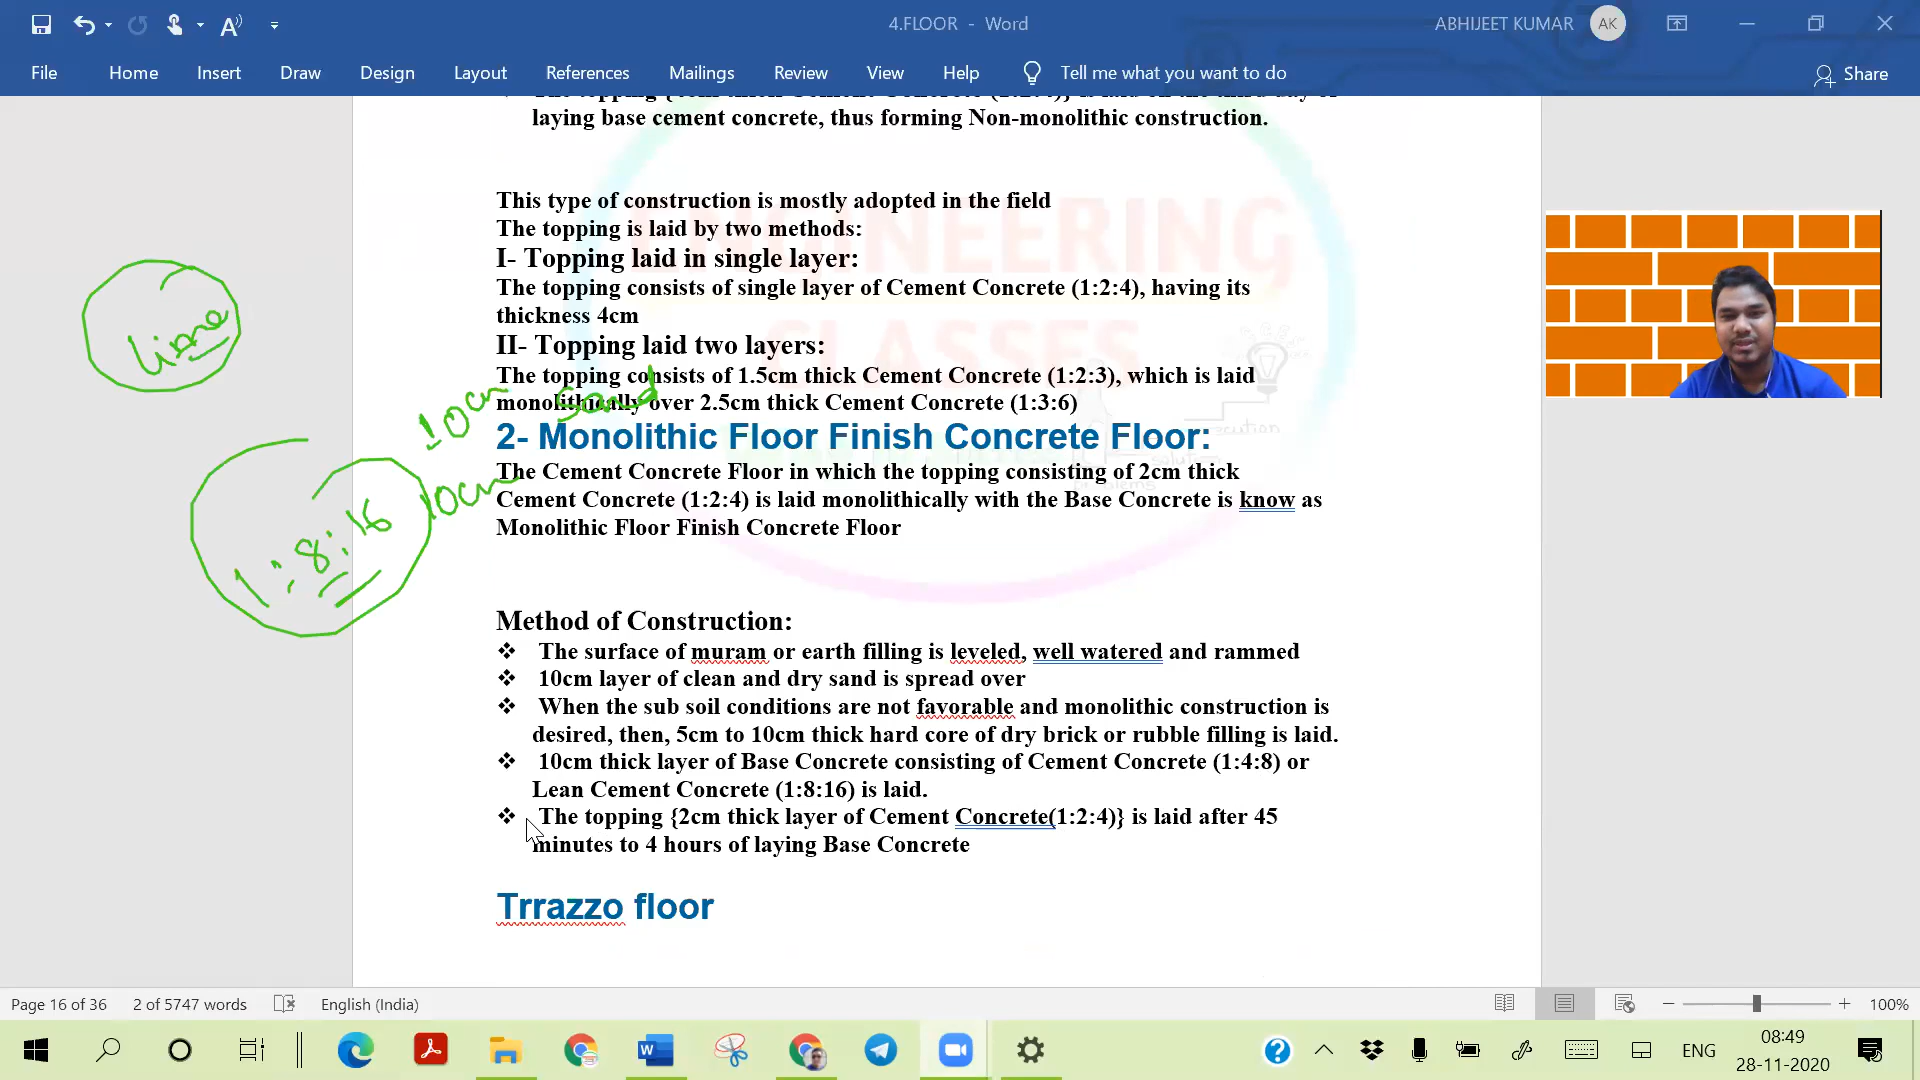 4.FLOOR - Word
ABHIJEET KUMAR AK
File Home Insert Draw Design Layout References Mailings Review View Help Tell me what you want to do Share
laying base cement concrete, thus forming Non-monolithic construction.
This type of construction is mostly adopted in the field
The topping is laid by two methods:
I- Topping laid in single layer:
The topping consists of single layer of Cement Concrete (1:2:4), having its
thickness 4cm
II- Topping laid two layers:
The topping consists of 1.5cm thick Cement Concrete (1:2:3), which is laid
monolithically over 2.5cm thick Cement Concrete (1:3:6)
2- Monolithic Floor Finish Concrete Floor:
The Cement Concrete Floor in which the topping consisting of 2cm thick
Cement Concrete (1:2:4) is laid monolithically with the Base Concrete is know as
Monolithic Floor Finish Concrete Floor
Method of Construction:
❖ The surface of muram or earth filling is leveled, well watered and rammed
❖ 10cm layer of clean and dry sand is spread over
❖ When the sub soil conditions are not favorable and monolithic construction is
desired, then, 5cm to 10cm thick hard core of dry brick or rubble filling is laid.
❖ 10cm thick layer of Base Concrete consisting of Cement Concrete (1:4:8) or
Lean Cement Concrete (1:8:16) is laid.
❖ The topping {2cm thick layer of Cement Concrete(1:2:4)} is laid after 45
minutes to 4 hours of laying Base Concrete
Trrazzo floor
lime
sand
10cm
10cm
1:8:16
ENGINEERING
CLASSES
Page 16 of 36 2 of 5747 words English (India) 100%
ENG 08:49
28-11-2020